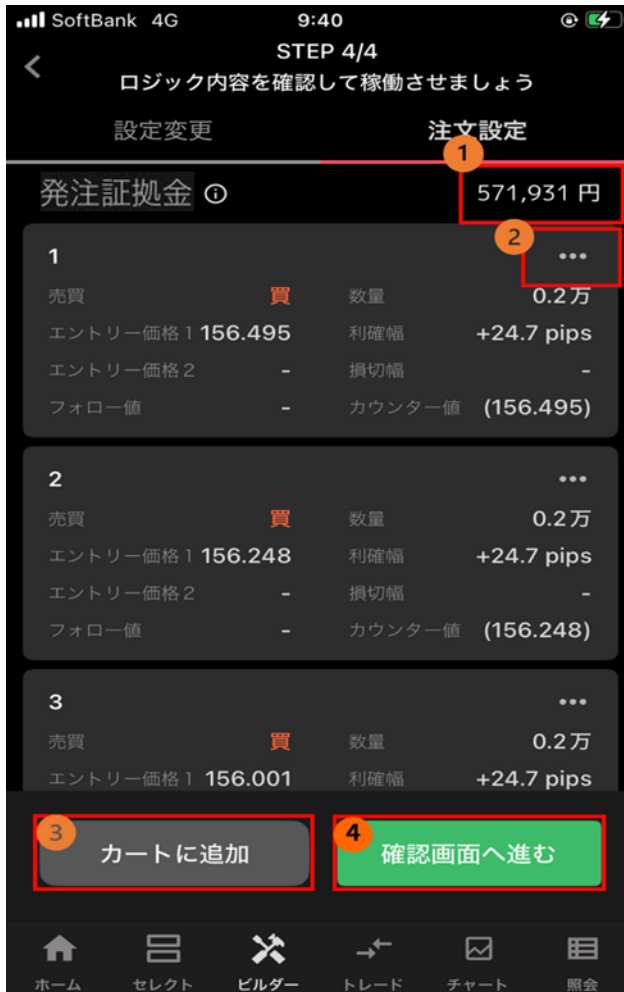 SoftBank 4G 9:40
STEP 4/4
ロジック内容を確認して稼働させましょう
設定変更 注文設定
1
発注証拠金 571,931 円
2
1 •••
売買 買 数量 0.2万
エントリー価格1 156.495 利確幅 +24.7 pips
エントリー価格2 - 損切幅 -
フォロー値 - カウンター値 (156.495)
2 •••
売買 買 数量 0.2万
エントリー価格1 156.248 利確幅 +24.7 pips
エントリー価格2 - 損切幅 -
フォロー値 - カウンター値 (156.248)
3 •••
売買 買 数量 0.2万
エントリー価格1 156.001 利確幅 +24.7 pips
3 4
カートに追加 確認画面へ進む
ホーム セレクト ビルダー トレード チャート 照会